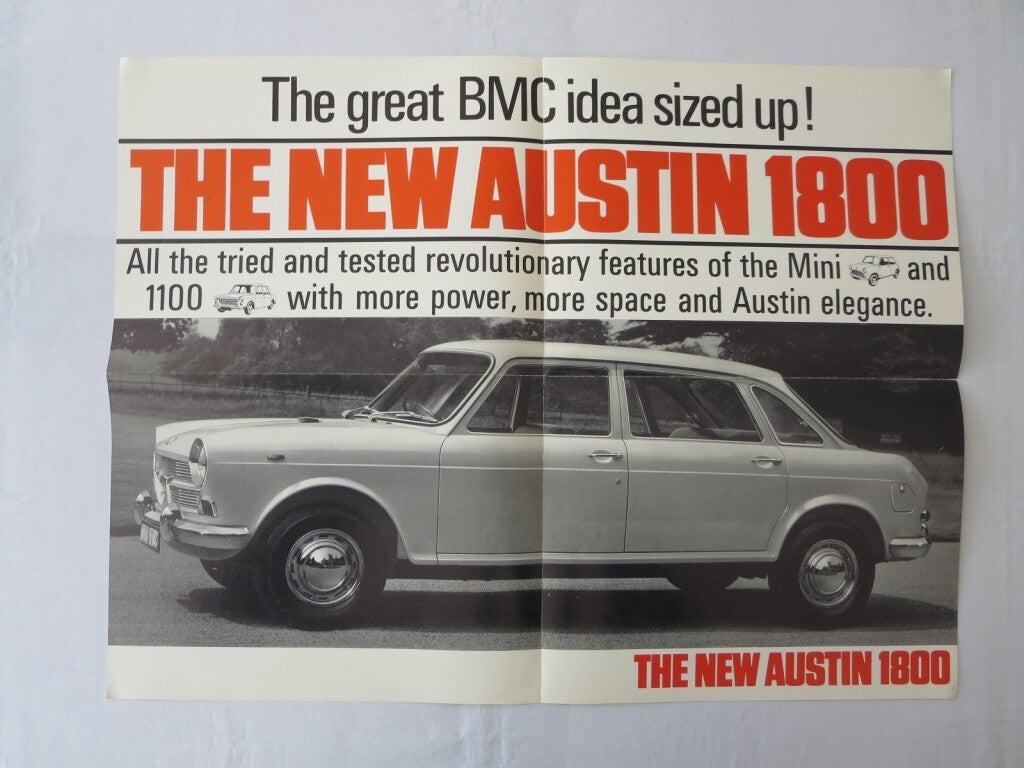 The great BMC idea sized up!
THE NEW AUSTIN 1800
All the tried and tested revolutionary features of the Mini and
1100 with more power, more space and Austin elegance.
THE NEW AUSTIN 1800